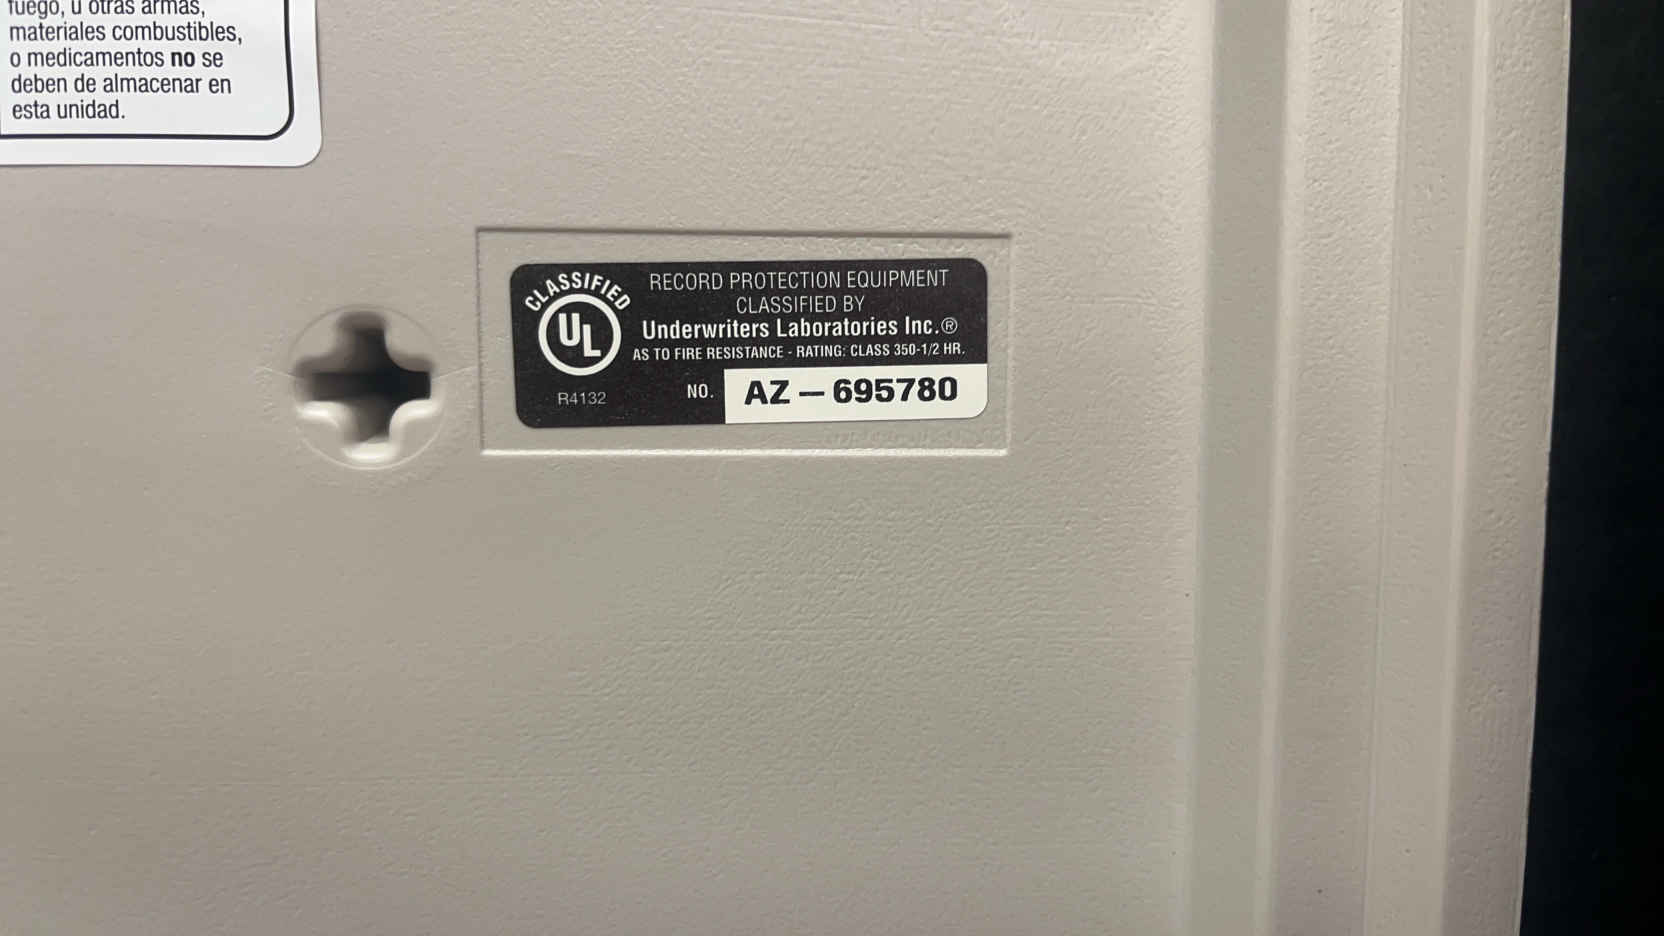 fuego, u otras armas,
materiales combustibles,
o medicamentos no se
deben de almacenar en
esta unidad.
CLASSIFIED
UL
R4132
RECORD PROTECTION EQUIPMENT
CLASSIFIED BY
Underwriters Laboratories Inc.®
AS TO FIRE RESISTANCE - RATING: CLASS 350-1/2 HR.
NO. AZ — 695780